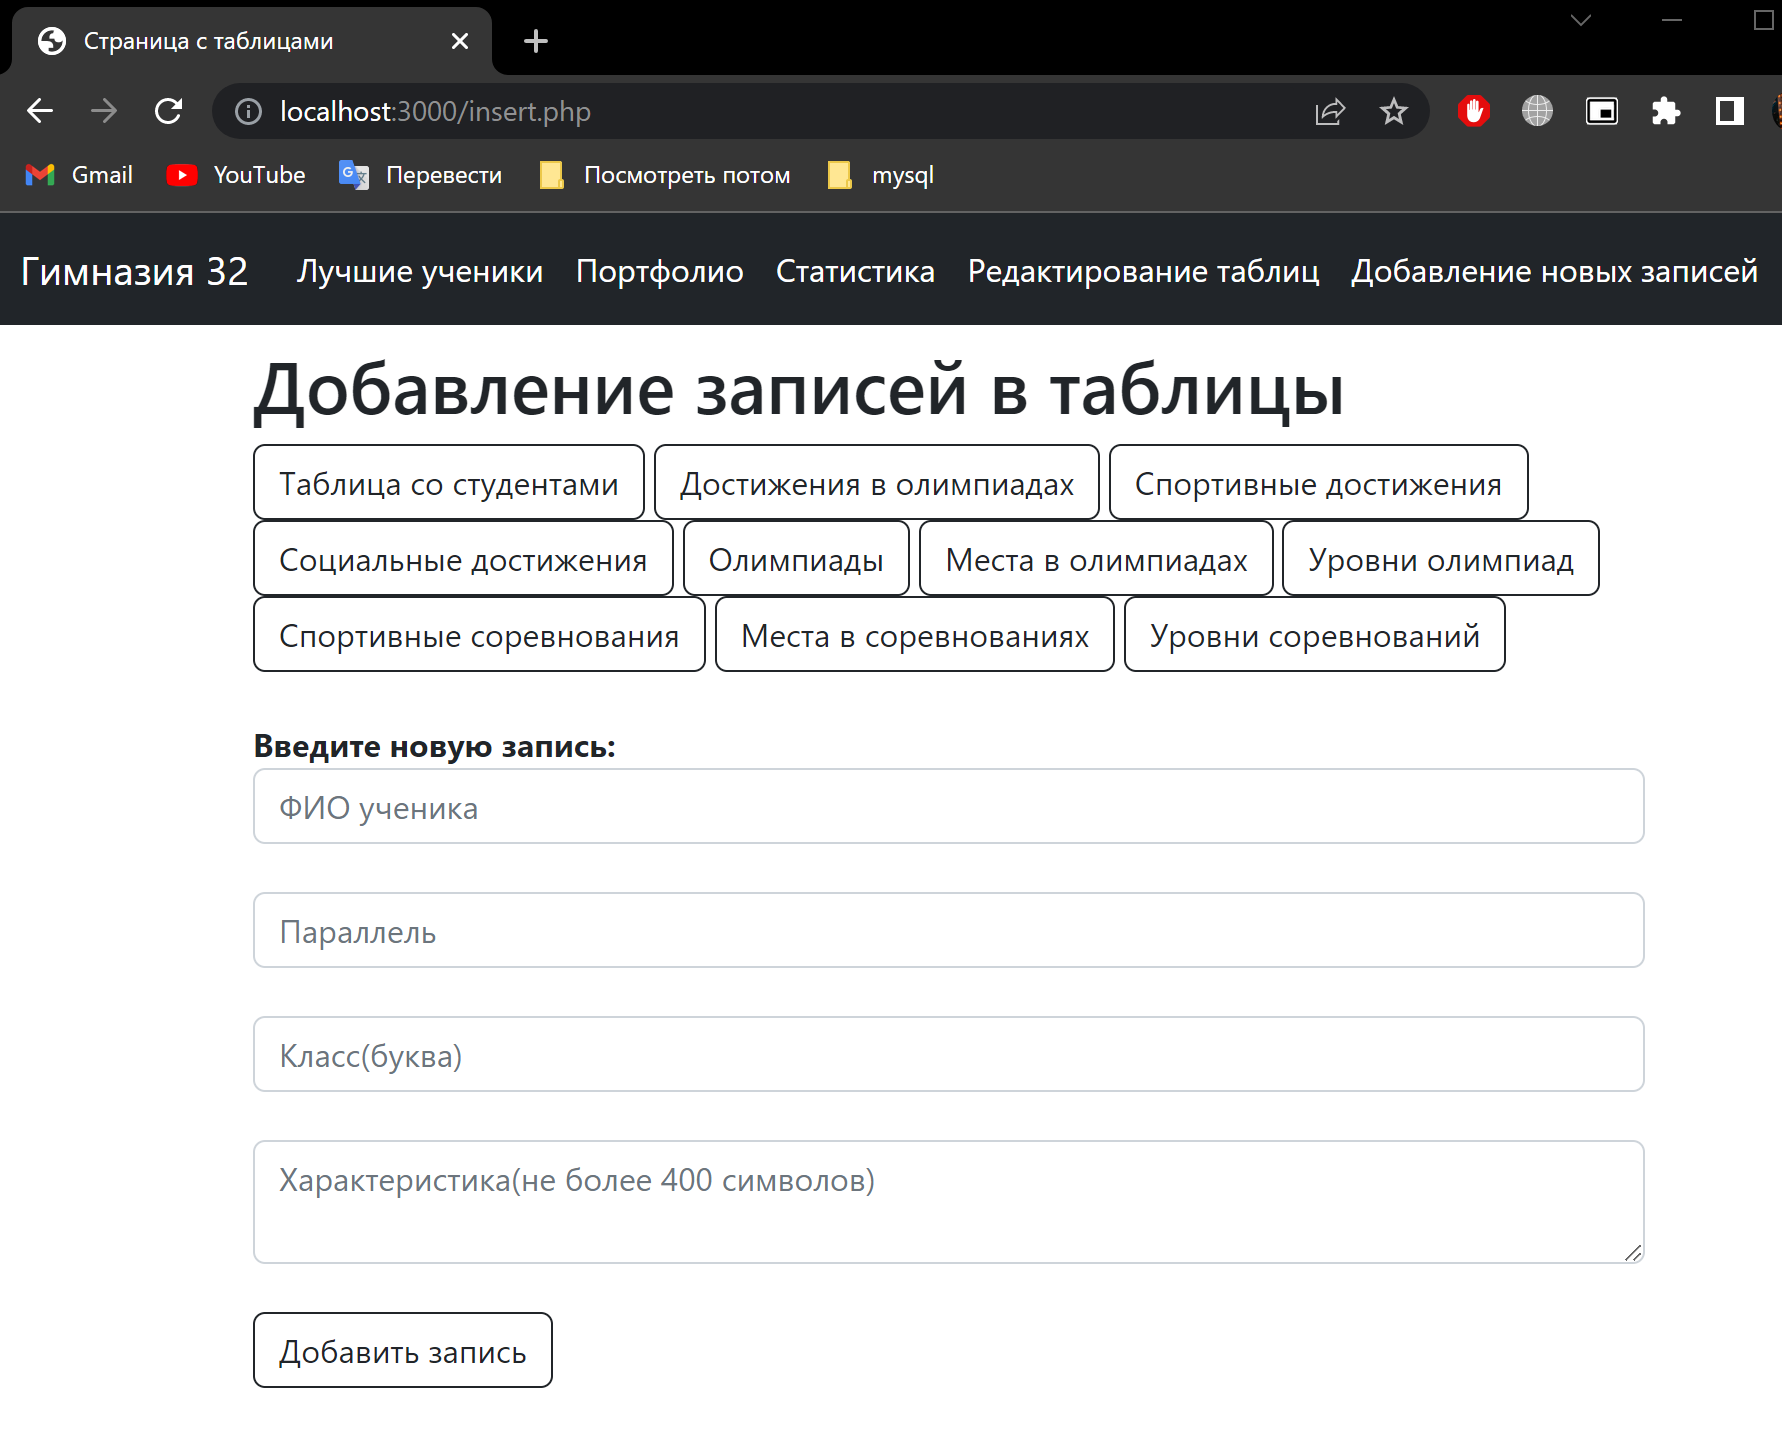 Страница с таблицами
localhost:3000/insert.php
Gmail YouTube Перевести Посмотреть потом mysql
Гимназия 32 Лучшие ученики Портфолио Статистика Редактирование таблиц Добавление новых записей
Добавление записей в таблицы
Таблица со студентами Достижения в олимпиадах Спортивные достижения
Социальные достижения Олимпиады Места в олимпиадах Уровни олимпиад
Спортивные соревнования Места в соревнованиях Уровни соревнований
Введите новую запись:
ФИО ученика
Параллель
Класс(буква)
Характеристика(не более 400 символов)
Добавить запись